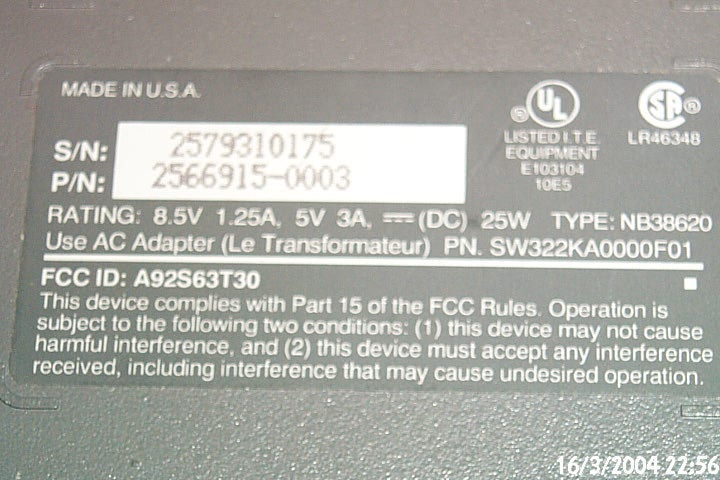 MADE IN U.S.A.
S/N: 2579310175
P/N: 2566915-0003
UL
LISTED I.T.E.
EQUIPMENT
E103104
10E5
SA ®
LR46348
RATING: 8.5V 1.25A, 5V 3A, ⎓ (DC) 25W TYPE: NB38620
Use AC Adapter (Le Transformateur) PN. SW322KA0000F01
FCC ID: A92S63T30
This device complies with Part 15 of the FCC Rules. Operation is
subject to the following two conditions: (1) this device may not cause
harmful interference, and (2) this device must accept any interference
received, including interference that may cause undesired operation.
16/3/2004 22:56